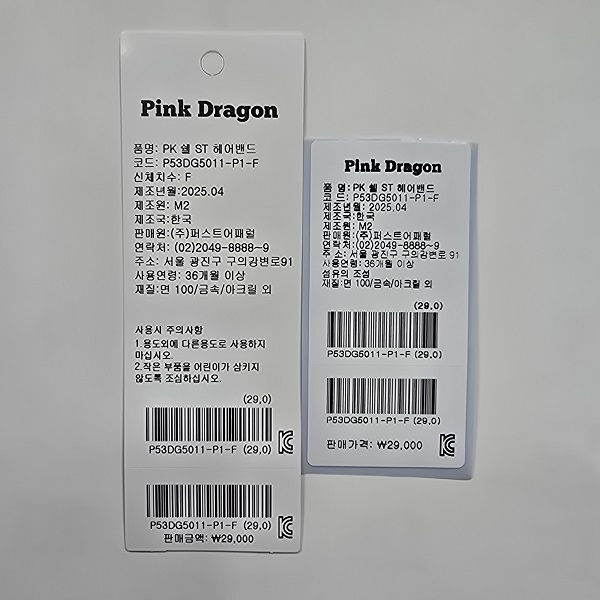 Pink Dragon
품명: PK 쉘 ST 헤어밴드
코드: P53DG5011-P1-F
신체치수: F
제조년월:2025.04
제조원: M2
제조국:한국
판매원:(주)퍼스트어패럴
연락처: (02)2049-8888~9
주소: 서울 광진구 구의강변로91
사용연령: 36개월 이상
재질:면 100/금속/아크릴 외
사용시 주의사항
1.용도외에 다른용도로 사용하지
마십시오.
2.작은 부품을 어린이가 삼키지
않도록 조심하십시오.
(29.0)
P53DG5011-P1-F (29.0)
P53DG5011-P1-F (29.0)
판매금액: ₩29,000
Pink Dragon
품 명: PK 쉘 ST 헤어밴드
코 드: P53DG5011-P1-F
제조년월: 2025.04
제조국:한국
제조원: M2
판매원:(주)퍼스트어패럴
연락처:(02)2049-8888~9
주 소: 서울 광진구 구의강변로 91
사용연령: 36개월 이상
섬유의 조성
재질:면 100/금속/아크릴 외
(29.0)
P53DG5011-P1-F (29.0)
P53DG5011-P1-F (29.0)
판매가격: ₩29,000